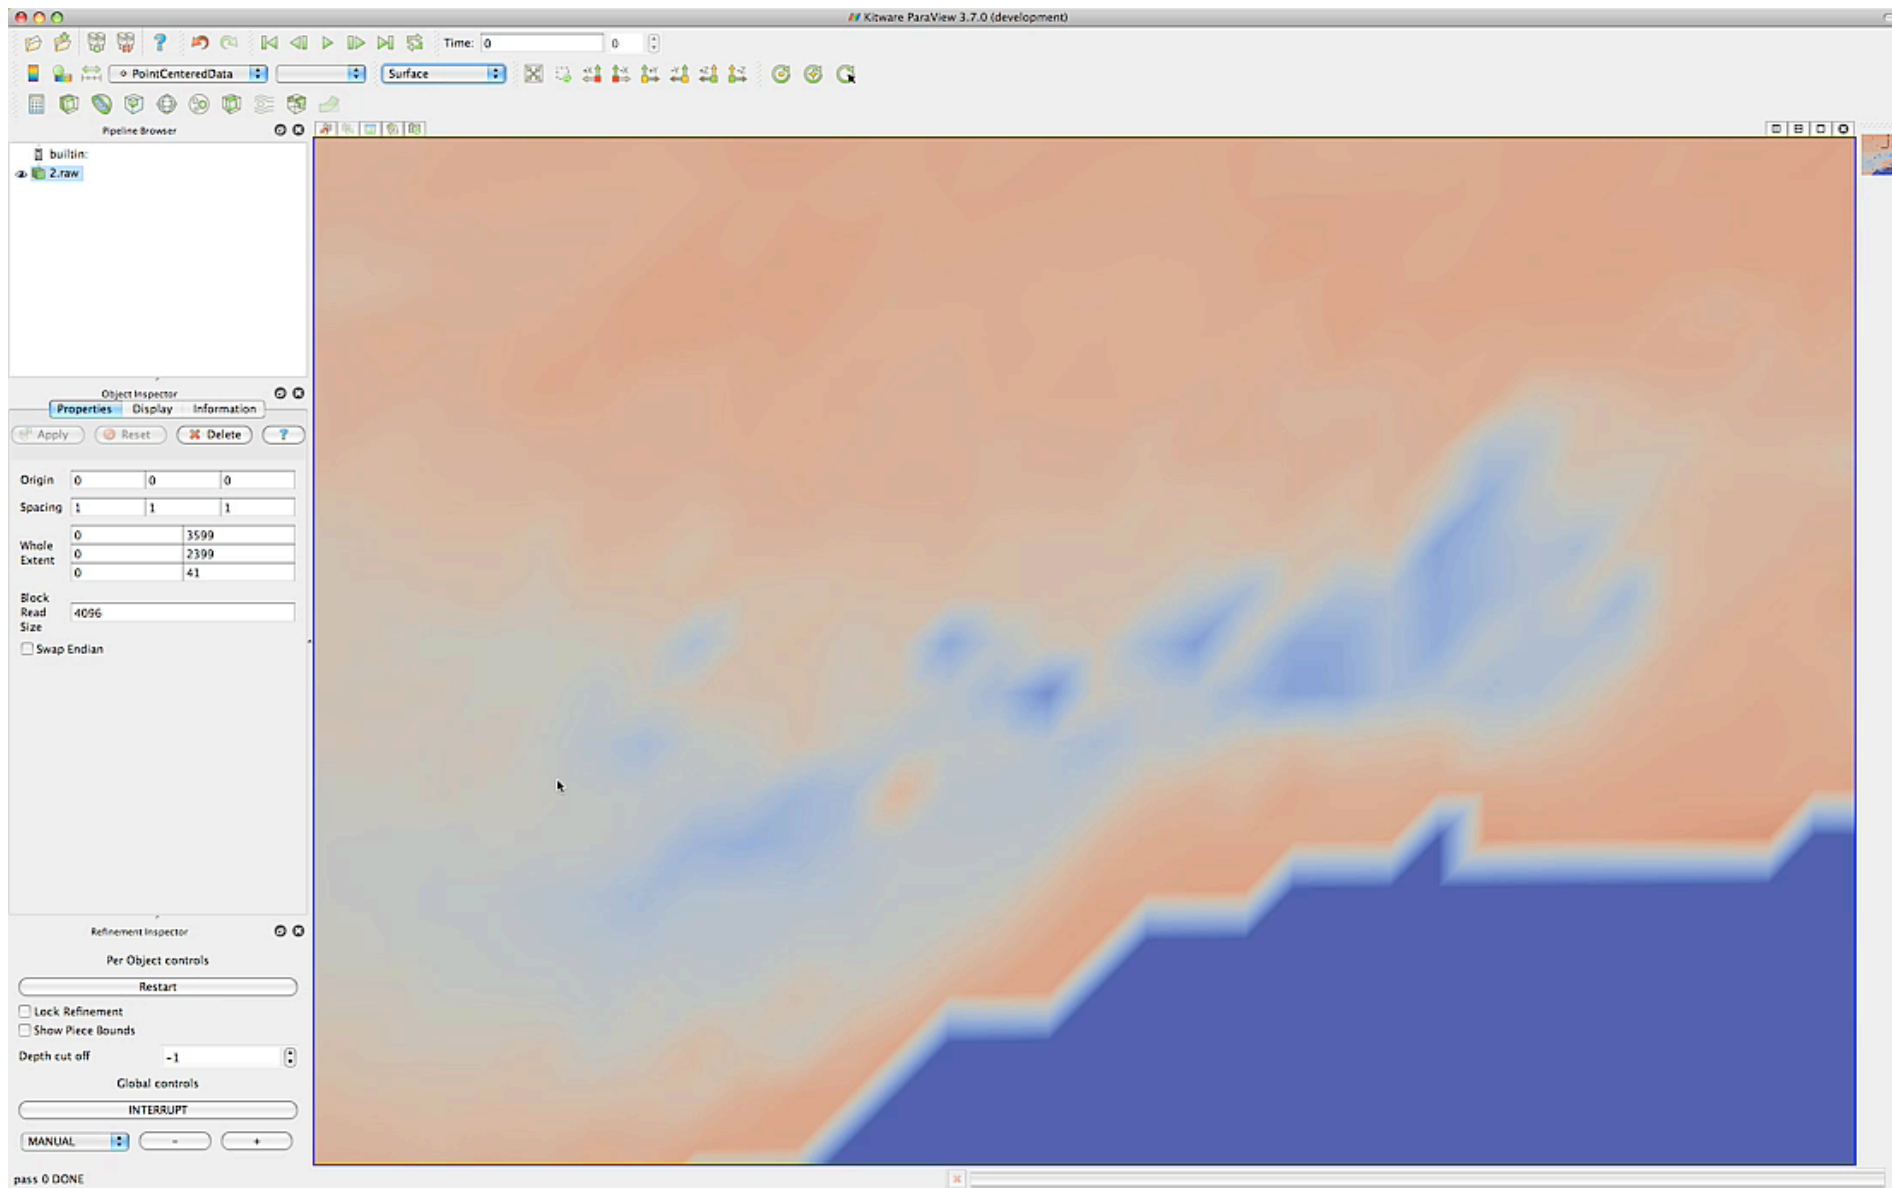 Kitware ParaView 3.7.0 (development)
Time: 0 0
PointCenteredData Surface
Pipeline Browser
builtin:
2.raw
Object Inspector
Properties Display Information
Apply Reset Delete ?
Origin 0 0 0
Spacing 1 1 1
Whole Extent
0 3599
0 2399
0 41
Block
Read 4096
Size
Swap Endian
Refinement Inspector
Per Object controls
Restart
Lock Refinement
Show Piece Bounds
Depth cut off -1
Global controls
INTERRUPT
MANUAL - +
pass 0 DONE